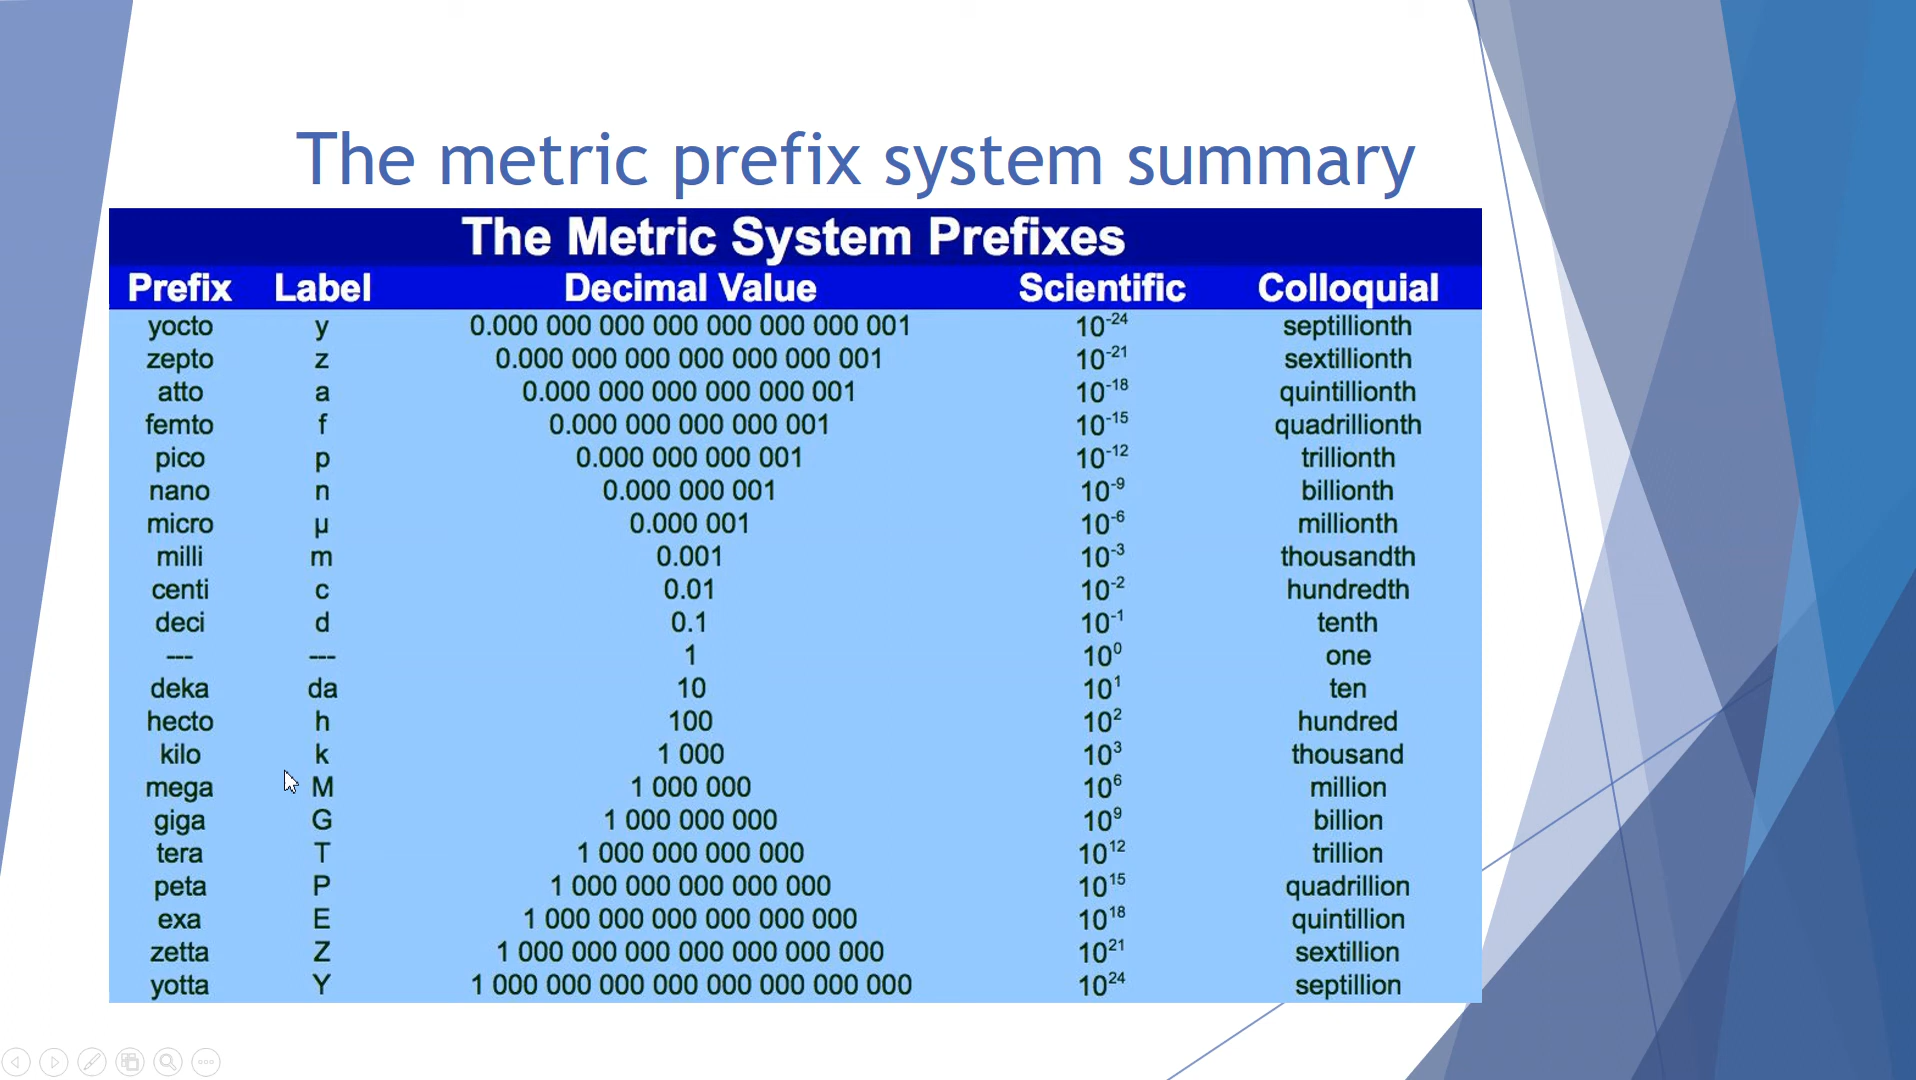 The metric prefix system summary
The Metric System Prefixes
Prefix Label Decimal Value Scientific Colloquial
yocto y 0.000 000 000 000 000 000 000 001 10⁻²⁴ septillionth
zepto z 0.000 000 000 000 000 000 001 10⁻²¹ sextillionth
atto a 0.000 000 000 000 000 001 10⁻¹⁸ quintillionth
femto f 0.000 000 000 000 001 10⁻¹⁵ quadrillionth
pico p 0.000 000 000 001 10⁻¹² trillionth
nano n 0.000 000 001 10⁻⁹ billionth
micro µ 0.000 001 10⁻⁶ millionth
milli m 0.001 10⁻³ thousandth
centi c 0.01 10⁻² hundredth
deci d 0.1 10⁻¹ tenth
--- --- 1 10⁰ one
deka da 10 10¹ ten
hecto h 100 10² hundred
kilo k 1 000 10³ thousand
mega M 1 000 000 10⁶ million
giga G 1 000 000 000 10⁹ billion
tera T 1 000 000 000 000 10¹² trillion
peta P 1 000 000 000 000 000 10¹⁵ quadrillion
exa E 1 000 000 000 000 000 000 10¹⁸ quintillion
zetta Z 1 000 000 000 000 000 000 000 10²¹ sextillion
yotta Y 1 000 000 000 000 000 000 000 000 10²⁴ septillion